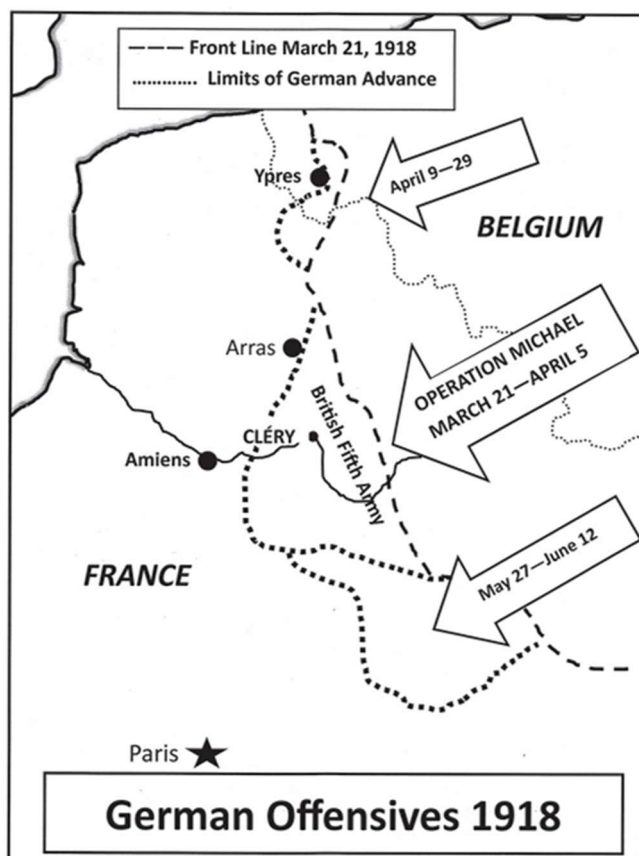 Front Line March 21, 1918
Limits of German Advance
Ypres
April 9—29
BELGIUM
Arras
OPERATION MICHAEL
MARCH 21—APRIL 5
CLÉRY
British Fifth Army
Amiens
FRANCE
May 27—June 12
Paris
German Offensives 1918